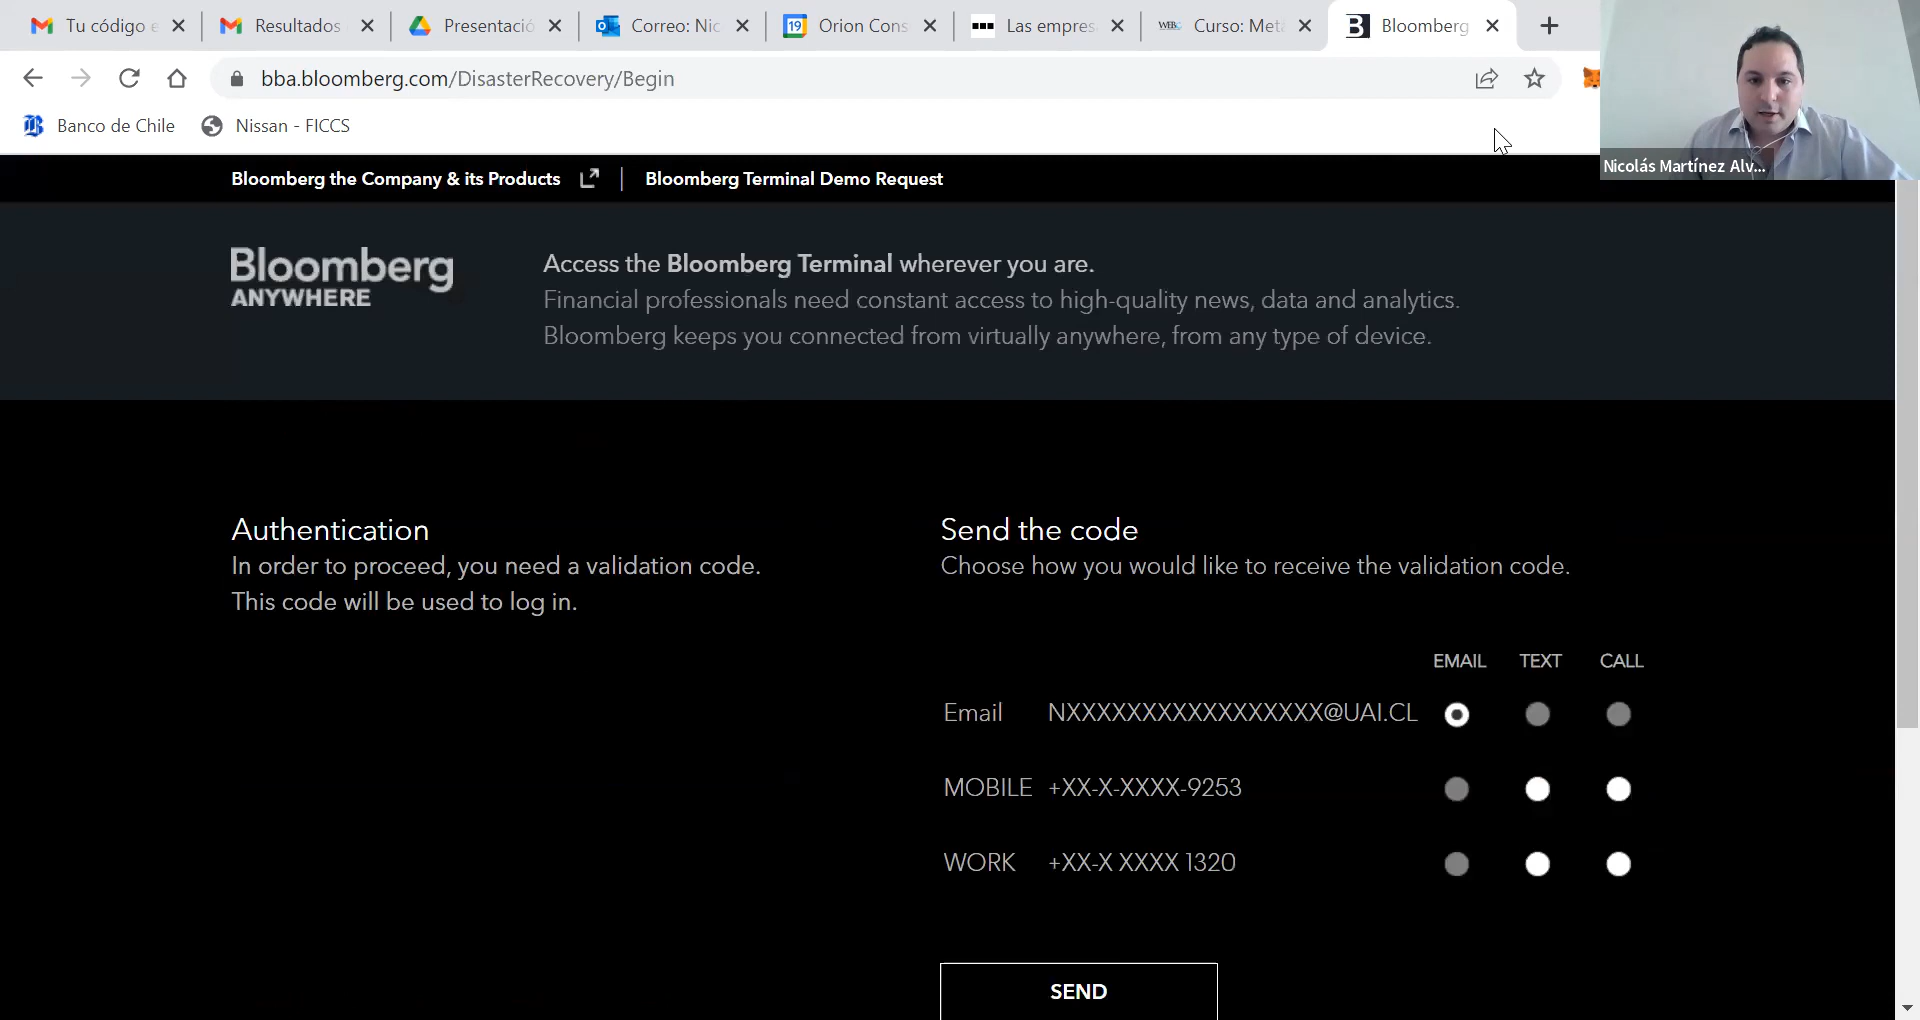 Tu código e
Resultados
Presentació
Correo: Nic
19
Orion Cons
Las empres
WEBC
Curso: Meta
Bloomberg
bba.bloomberg.com/DisasterRecovery/Begin
Banco de Chile
Nissan - FICCS
Nicolás Martínez Alv...
Bloomberg the Company & its Products
Bloomberg Terminal Demo Request
Bloomberg
ANYWHERE
Access the Bloomberg Terminal wherever you are.
Financial professionals need constant access to high-quality news, data and analytics.
Bloomberg keeps you connected from virtually anywhere, from any type of device.
Authentication
In order to proceed, you need a validation code.
This code will be used to log in.
Send the code
Choose how you would like to receive the validation code.
EMAIL TEXT CALL
Email NXXXXXXXXXXXXXXXXX@UAI.CL
MOBILE +XX-X-XXXX-9253
WORK +XX-X XXXX 1320
SEND